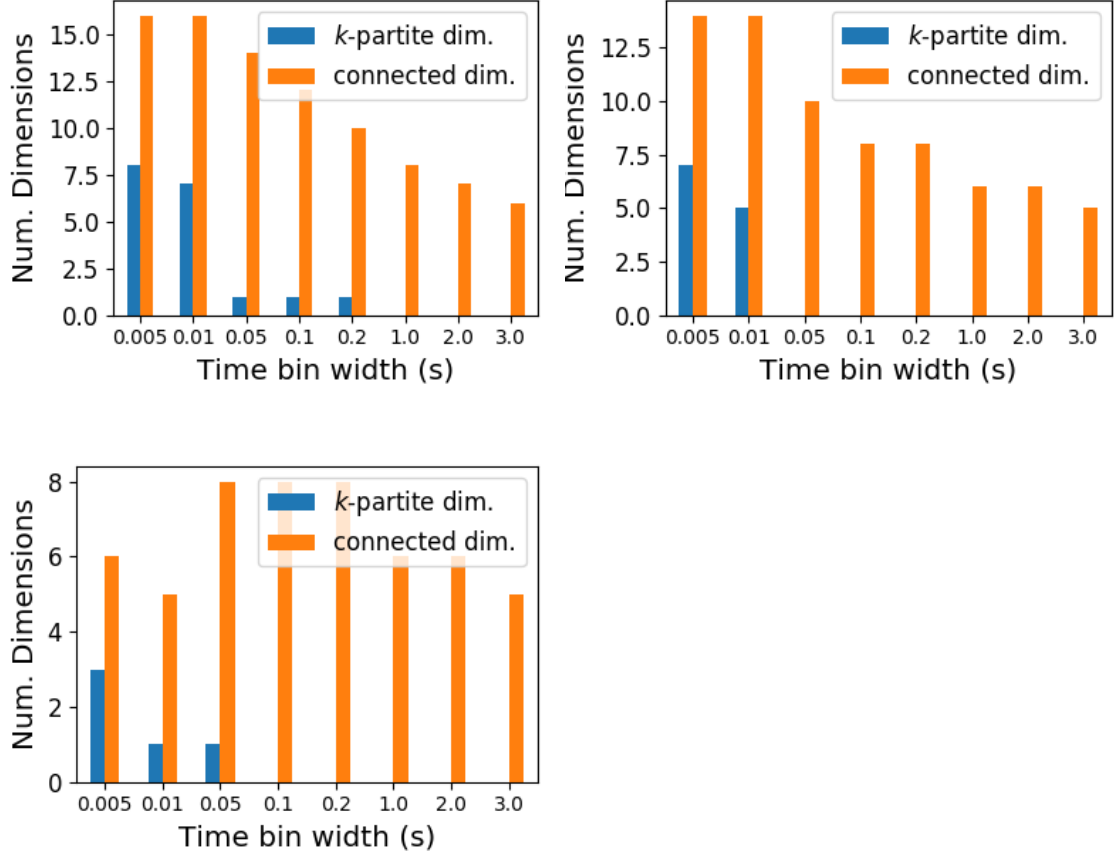 Num. Dimensions
15.0
12.5
10.0
7.5
5.0
2.5
0.0
k-partite dim.
connected dim.
0.005 0.01 0.05 0.1 0.2 1.0 2.0 3.0
Time bin width (s)
Num. Dimensions
12.5
10.0
7.5
5.0
2.5
0.0
k-partite dim.
connected dim.
0.005 0.01 0.05 0.1 0.2 1.0 2.0 3.0
Time bin width (s)
Num. Dimensions
8
6
4
2
0
k-partite dim.
connected dim.
0.005 0.01 0.05 0.1 0.2 1.0 2.0 3.0
Time bin width (s)